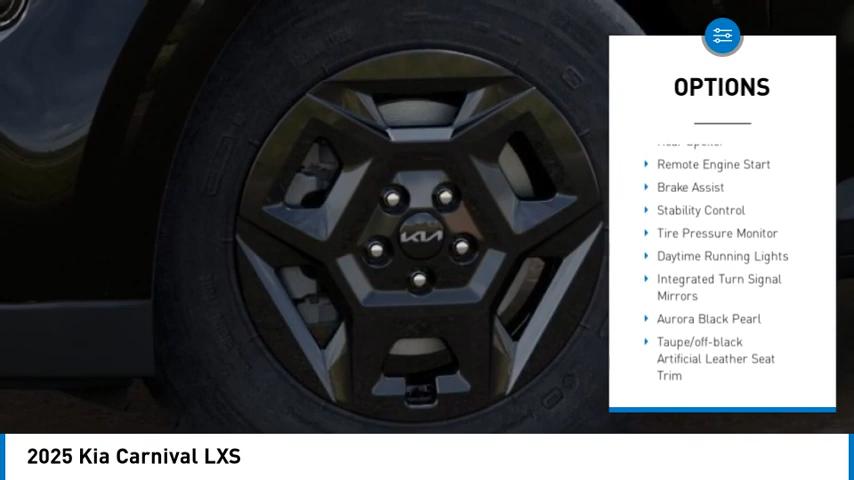 OPTIONS
Remote Engine Start
Brake Assist
Stability Control
Tire Pressure Monitor
Daytime Running Lights
Integrated Turn Signal
Mirrors
Aurora Black Pearl
Taupe/off-black
Artificial Leather Seat
Trim
KIA
2025 Kia Carnival LXS